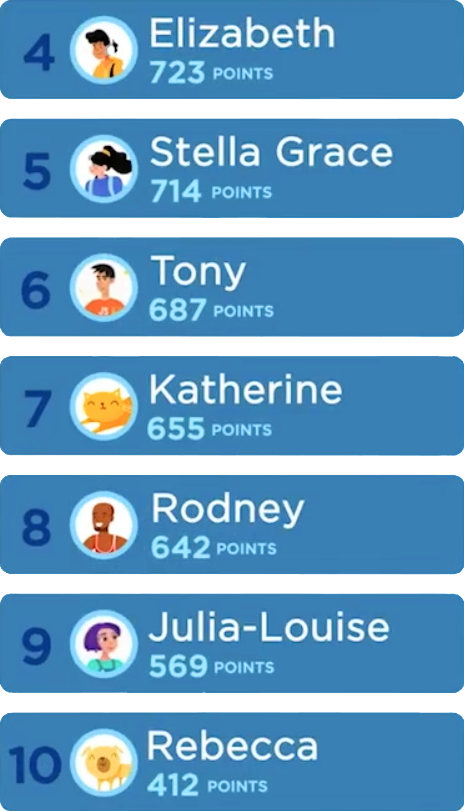 4
Elizabeth
723 POINTS
5
Stella Grace
714 POINTS
6
Tony
687 POINTS
7
Katherine
655 POINTS
8
Rodney
642 POINTS
9
Julia-Louise
569 POINTS
10
Rebecca
412 POINTS